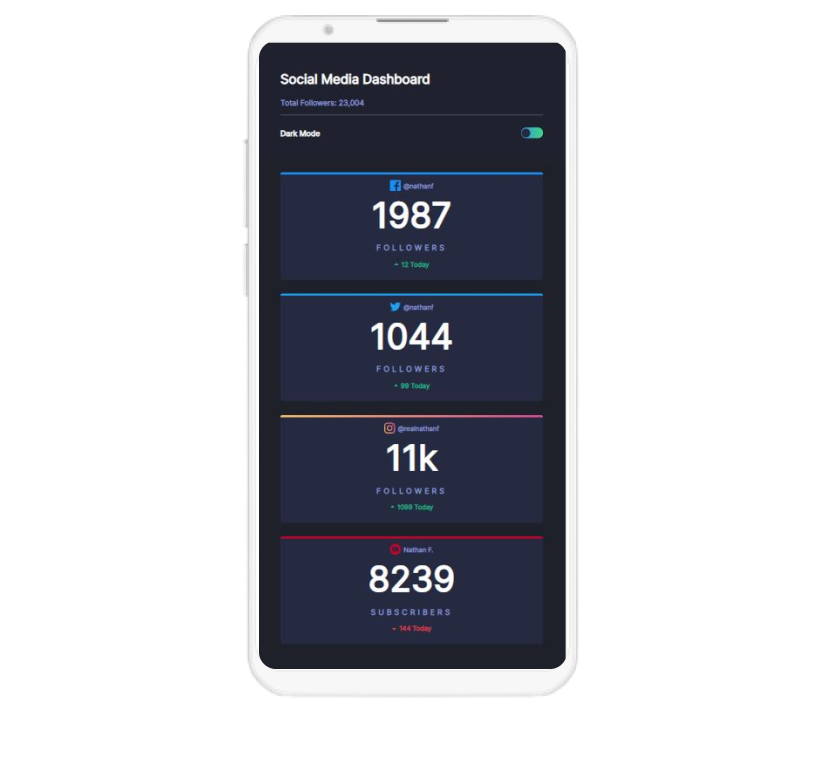 Social Media Dashboard
Total Followers: 23,004
Dark Mode
@nathanf
1987
FOLLOWERS
12 Today
@nathanf
1044
FOLLOWERS
99 Today
@realnathanf
11k
FOLLOWERS
1099 Today
Nathan F.
8239
SUBSCRIBERS
144 Today